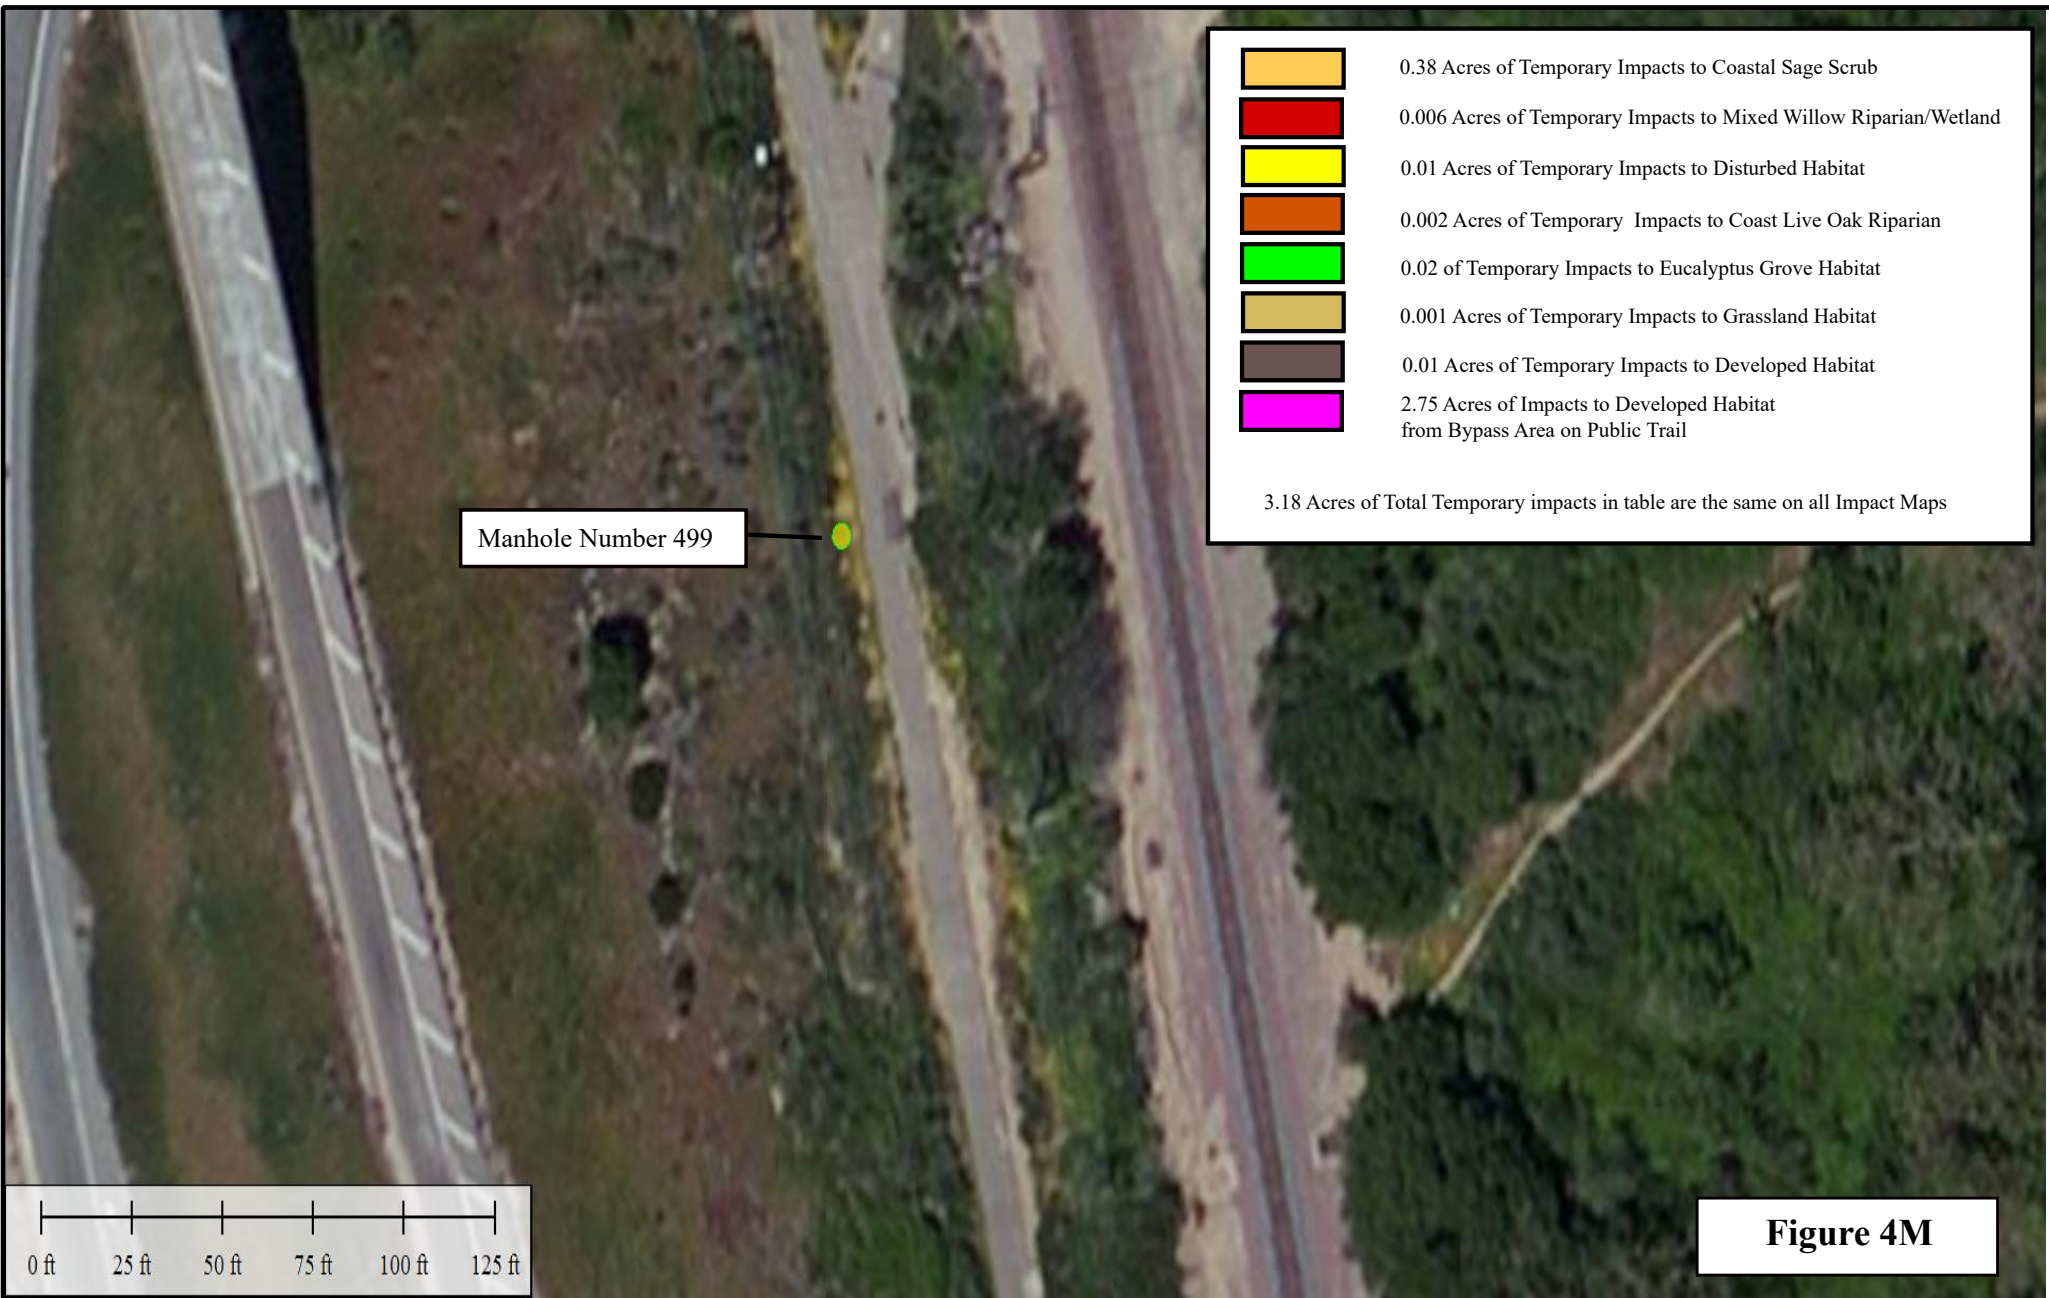 0.38 Acres of Temporary Impacts to Coastal Sage Scrub
0.006 Acres of Temporary Impacts to Mixed Willow Riparian/Wetland
0.01 Acres of Temporary Impacts to Disturbed Habitat
0.002 Acres of Temporary  Impacts to Coast Live Oak Riparian
0.02 of Temporary Impacts to Eucalyptus Grove Habitat
0.001 Acres of Temporary Impacts to Grassland Habitat
0.01 Acres of Temporary Impacts to Developed Habitat
2.75 Acres of Impacts to Developed Habitat
from Bypass Area on Public Trail
3.18 Acres of Total Temporary impacts in table are the same on all Impact Maps
Manhole Number 499
0 ft 25 ft 50 ft 75 ft 100 ft 125 ft
Figure 4M